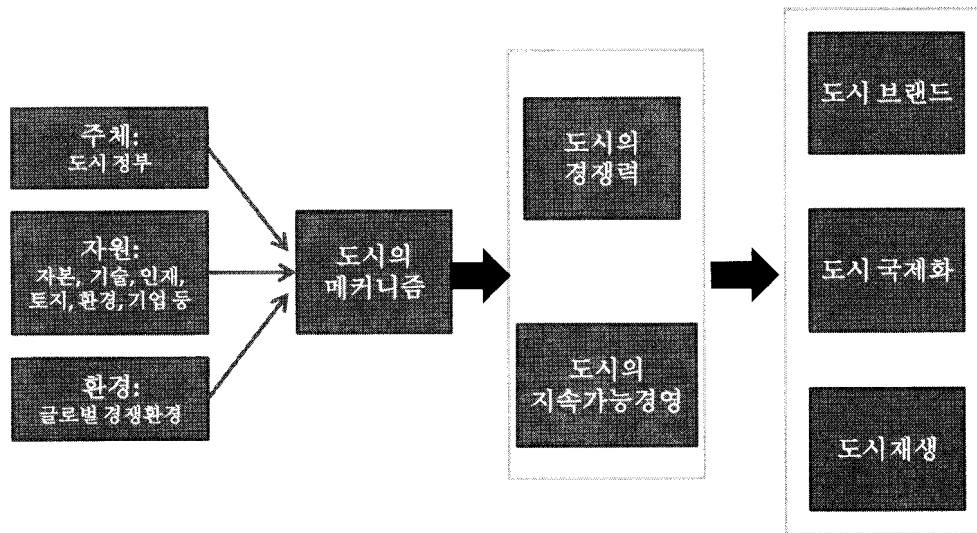 주체:
도시 정부
자원:
자본, 기술, 인재,
토지, 환경, 기업 등
환경:
글로벌 경쟁환경
도시의
메커니즘
도시의
경쟁력
도시의
지속가능경영
도시 브랜드
도시 국제화
도시재생